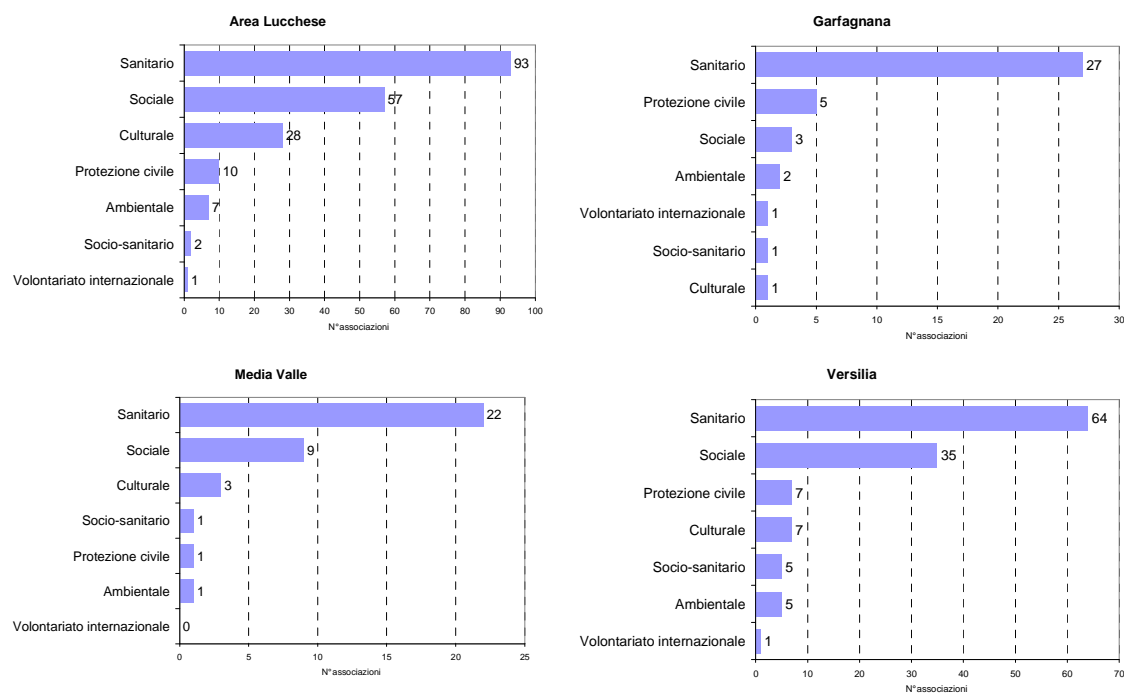 Area Lucchese
Sanitario 93
Sociale 57
Culturale 28
Protezione civile 10
Ambientale 7
Socio-sanitario 2
Volontariato internazionale 1
0 10 20 30 40 50 60 70 80 90 100
N°associazioni
Garfagnana
Sanitario 27
Protezione civile 5
Sociale 3
Ambientale 2
Volontariato internazionale 1
Socio-sanitario 1
Culturale 1
0 5 10 15 20 25 30
N°associazioni
Media Valle
Sanitario 22
Sociale 9
Culturale 3
Socio-sanitario 1
Protezione civile 1
Ambientale 1
Volontariato internazionale 0
0 5 10 15 20 25
N°associazioni
Versilia
Sanitario 64
Sociale 35
Protezione civile 7
Culturale 7
Socio-sanitario 5
Ambientale 5
Volontariato internazionale 1
0 10 20 30 40 50 60 70
N°associazioni